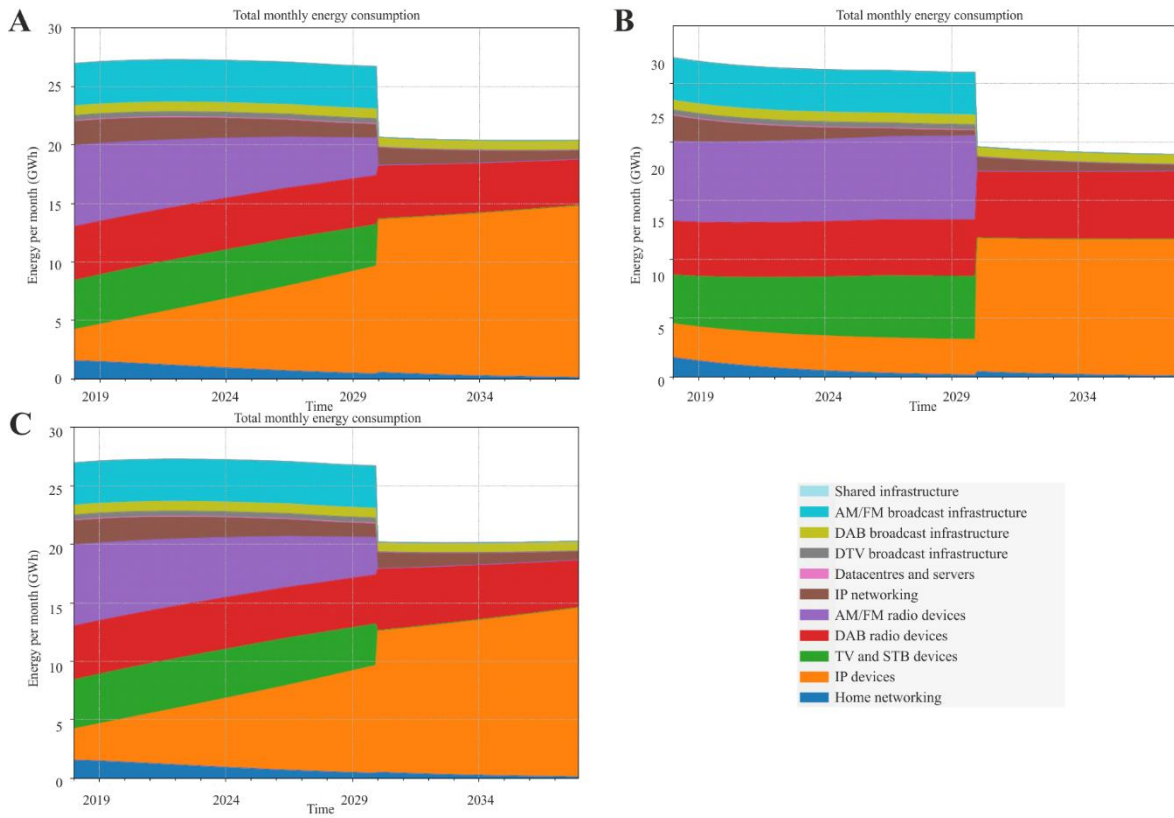 A
Total monthly energy consumption
30
25
20
15
10
5
0
Energy per month (GWh)
2019
2024
2029
2034
Time
B
Total monthly energy consumption
30
25
20
15
10
5
0
Energy per month (GWh)
2019
2024
2029
2034
Time
C
Total monthly energy consumption
30
25
20
15
10
5
0
Energy per month (GWh)
2019
2024
2029
2034
Time
Shared infrastructure
AM/FM broadcast infrastructure
DAB broadcast infrastructure
DTV broadcast infrastructure
Datacentres and servers
IP networking
AM/FM radio devices
DAB radio devices
TV and STB devices
IP devices
Home networking